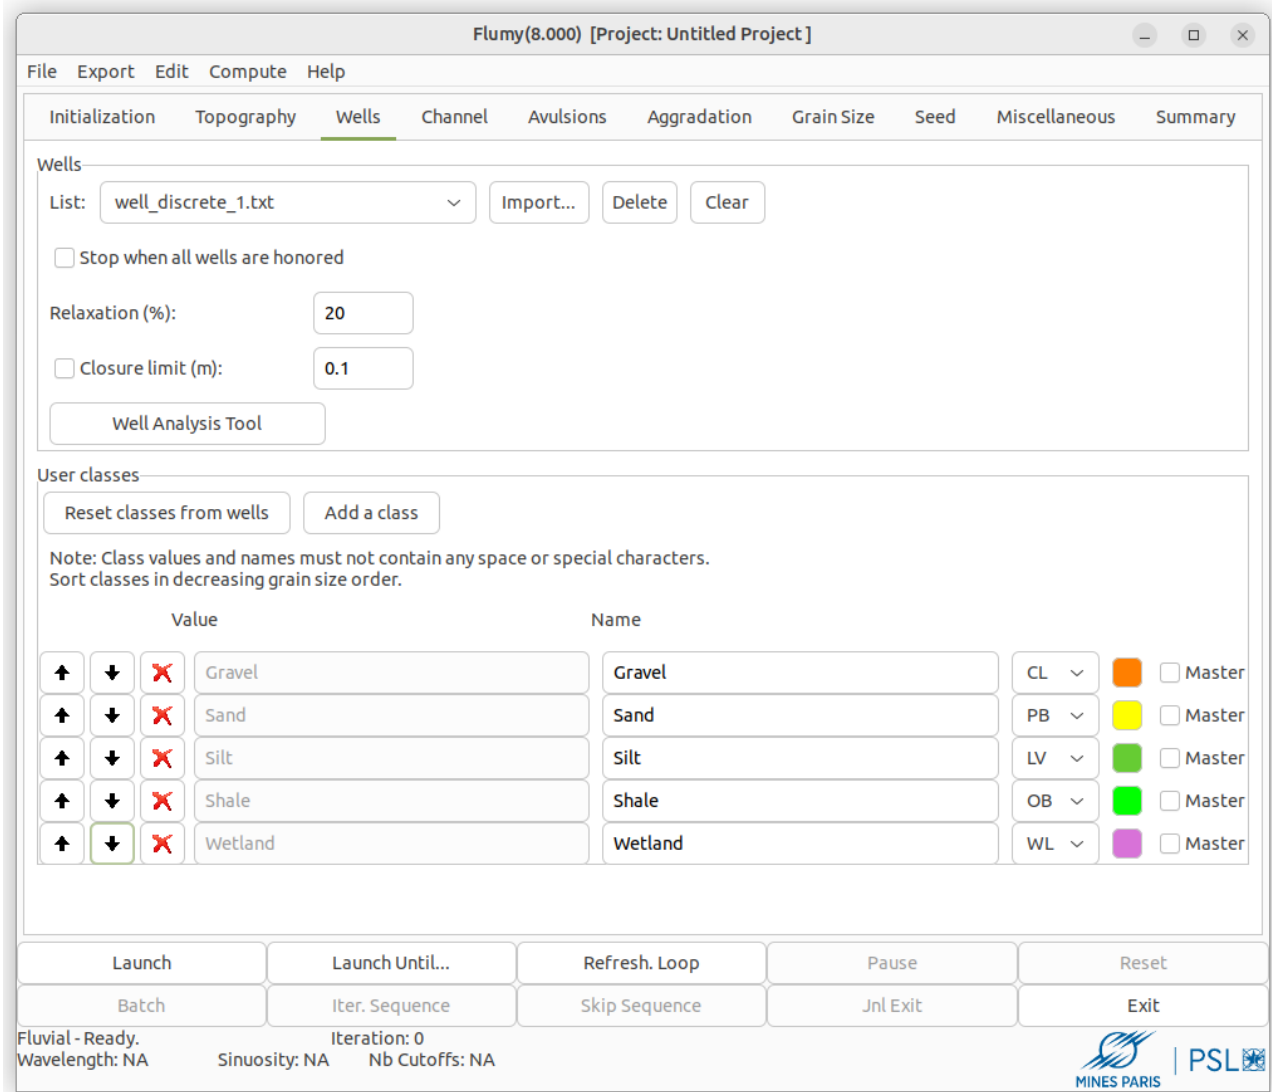 Flumy(8.000)  [Project: Untitled Project ]
File Export Edit Compute Help
Initialization Topography Wells Channel Avulsions Aggradation Grain Size Seed Miscellaneous Summary
Wells
List: well_discrete_1.txt Import... Delete Clear
Stop when all wells are honored
Relaxation (%): 20
Closure limit (m): 0.1
Well Analysis Tool
User classes
Reset classes from wells Add a class
Note: Class values and names must not contain any space or special characters.
Sort classes in decreasing grain size order.
Value Name
Gravel Gravel CL Master
Sand Sand PB Master
Silt Silt LV Master
Shale Shale OB Master
Wetland Wetland WL Master
Launch Launch Until... Refresh. Loop Pause Reset
Batch Iter. Sequence Skip Sequence Jnl Exit Exit
Fluvial - Ready. Iteration: 0
Wavelength: NA Sinuosity: NA Nb Cutoffs: NA
MINES PARIS | PSL